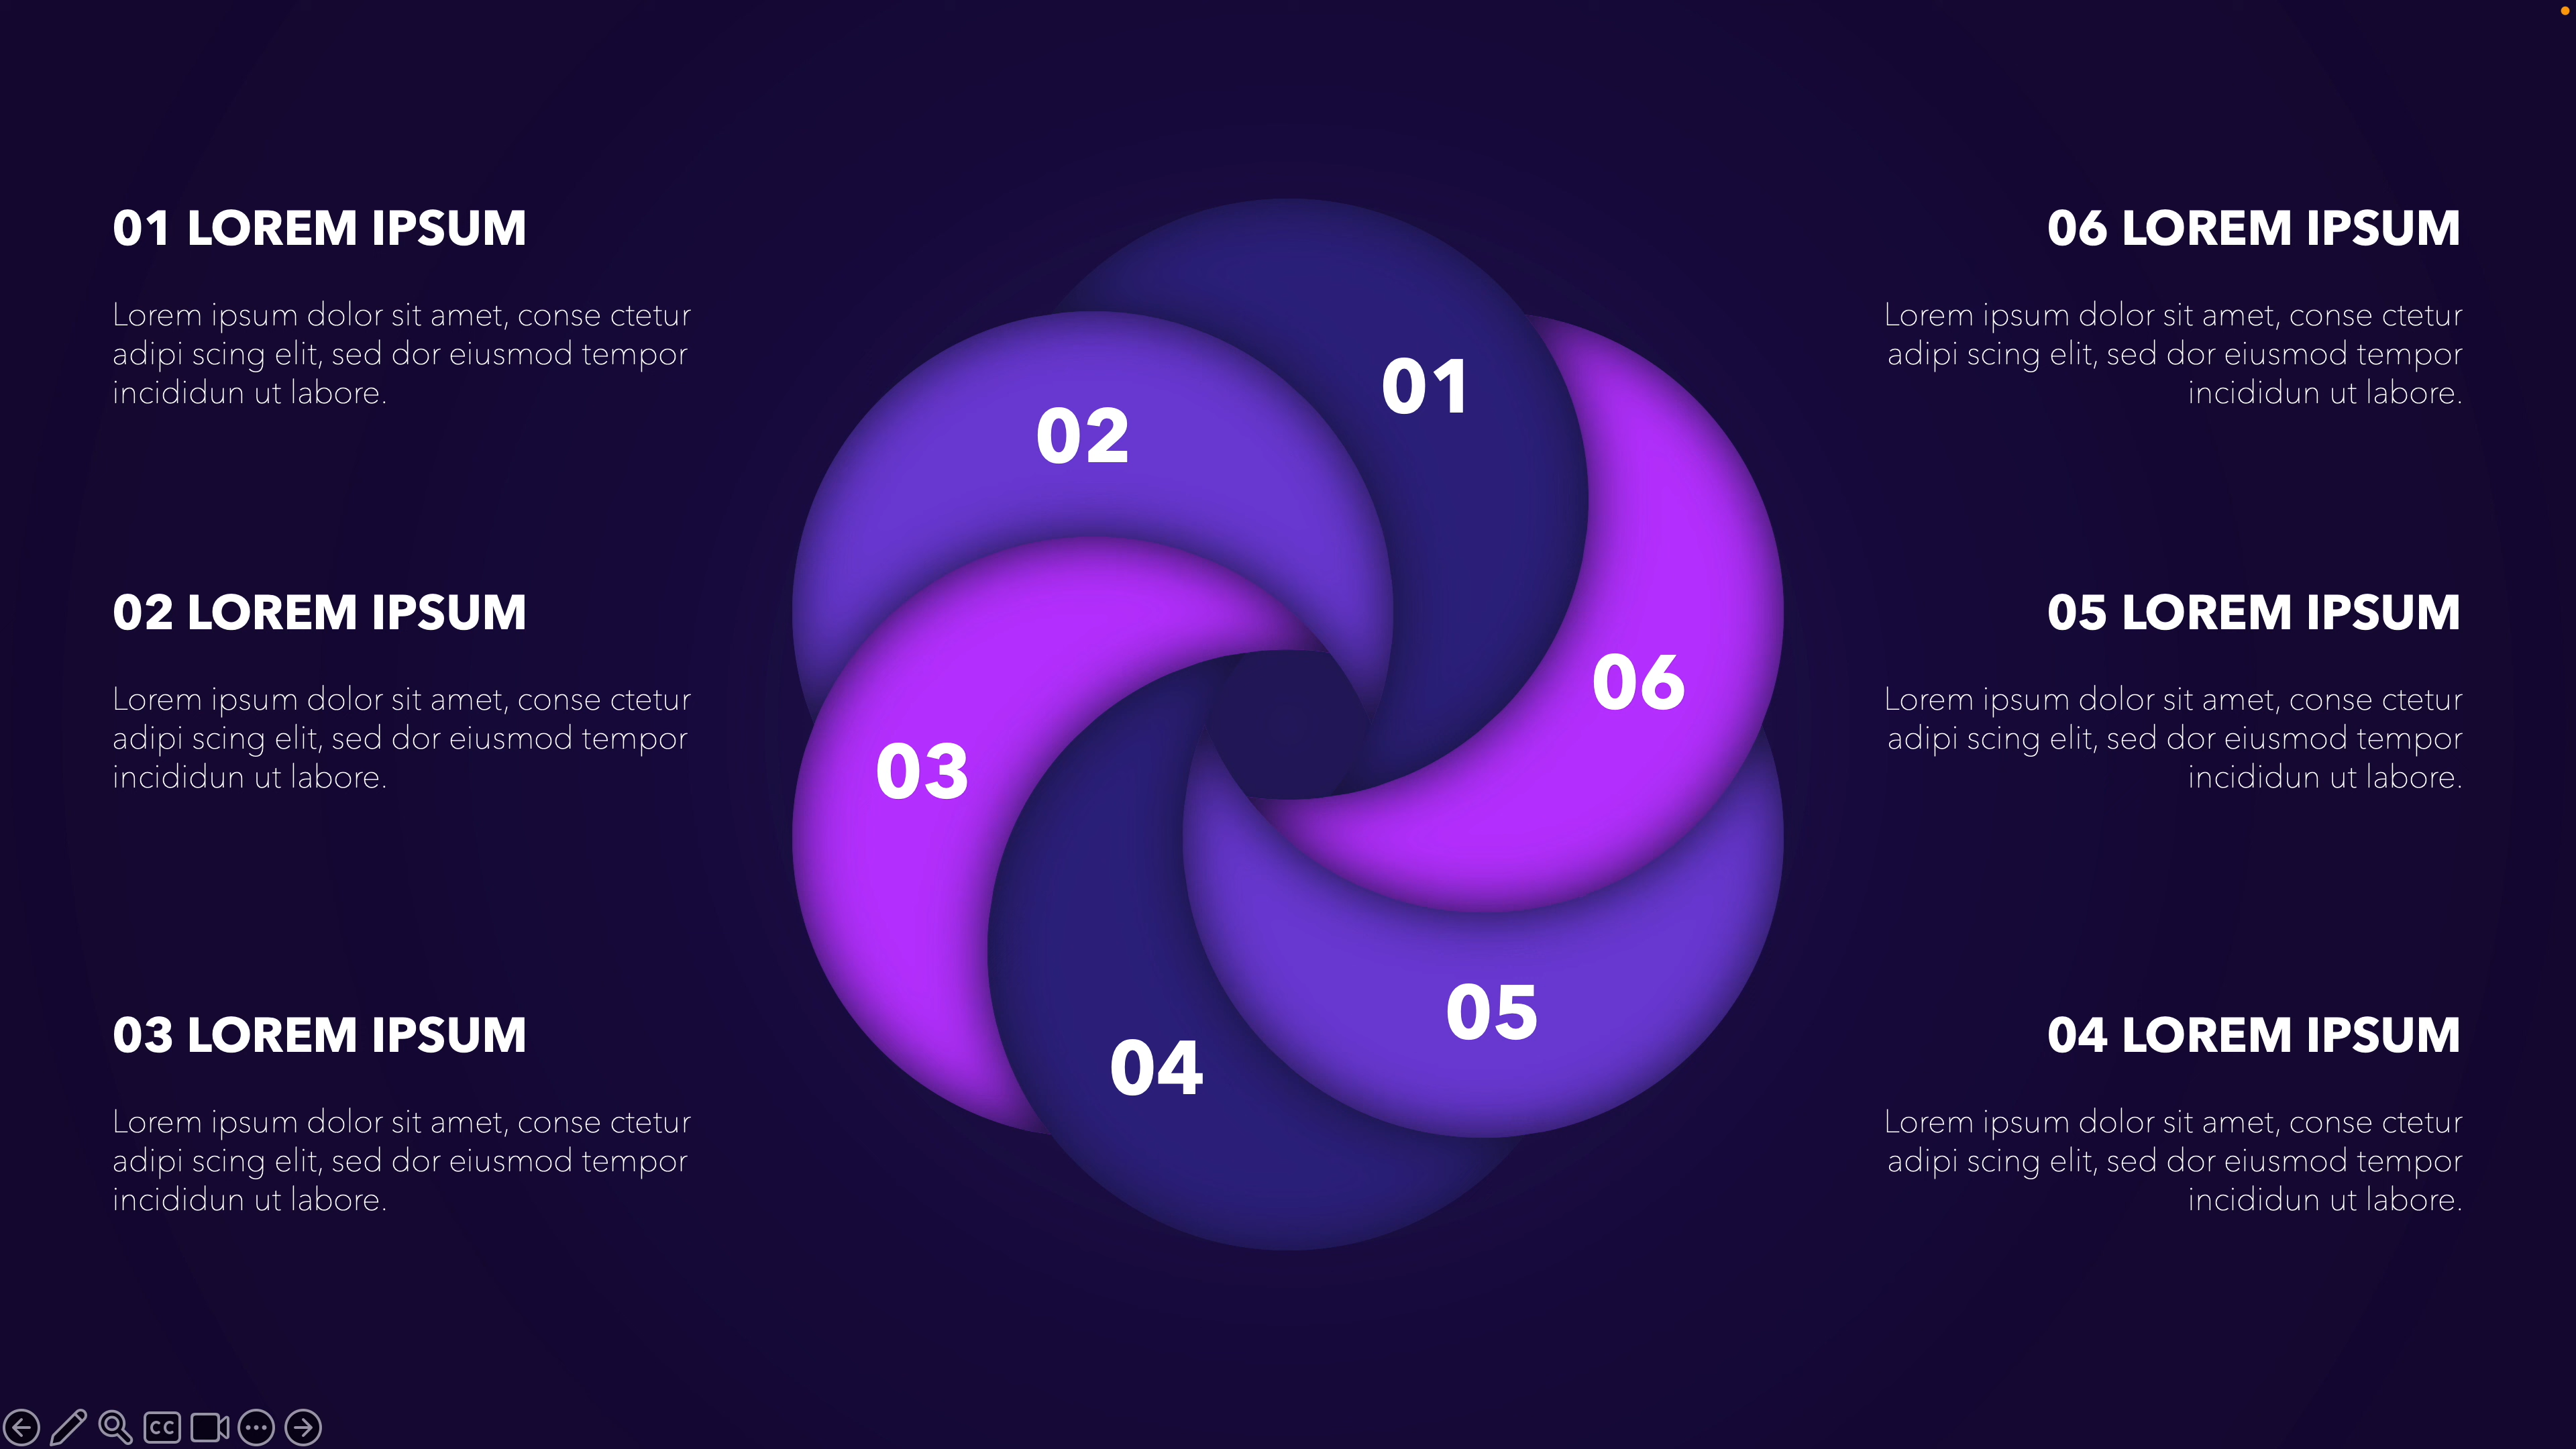 01 LOREM IPSUM
Lorem ipsum dolor sit amet, conse ctetur
adipi scing elit, sed dor eiusmod tempor
incididun ut labore.
02 LOREM IPSUM
Lorem ipsum dolor sit amet, conse ctetur
adipi scing elit, sed dor eiusmod tempor
incididun ut labore.
03 LOREM IPSUM
Lorem ipsum dolor sit amet, conse ctetur
adipi scing elit, sed dor eiusmod tempor
incididun ut labore.
01
02
03
04
05
06
06 LOREM IPSUM
Lorem ipsum dolor sit amet, conse ctetur
adipi scing elit, sed dor eiusmod tempor
incididun ut labore.
05 LOREM IPSUM
Lorem ipsum dolor sit amet, conse ctetur
adipi scing elit, sed dor eiusmod tempor
incididun ut labore.
04 LOREM IPSUM
Lorem ipsum dolor sit amet, conse ctetur
adipi scing elit, sed dor eiusmod tempor
incididun ut labore.
CC